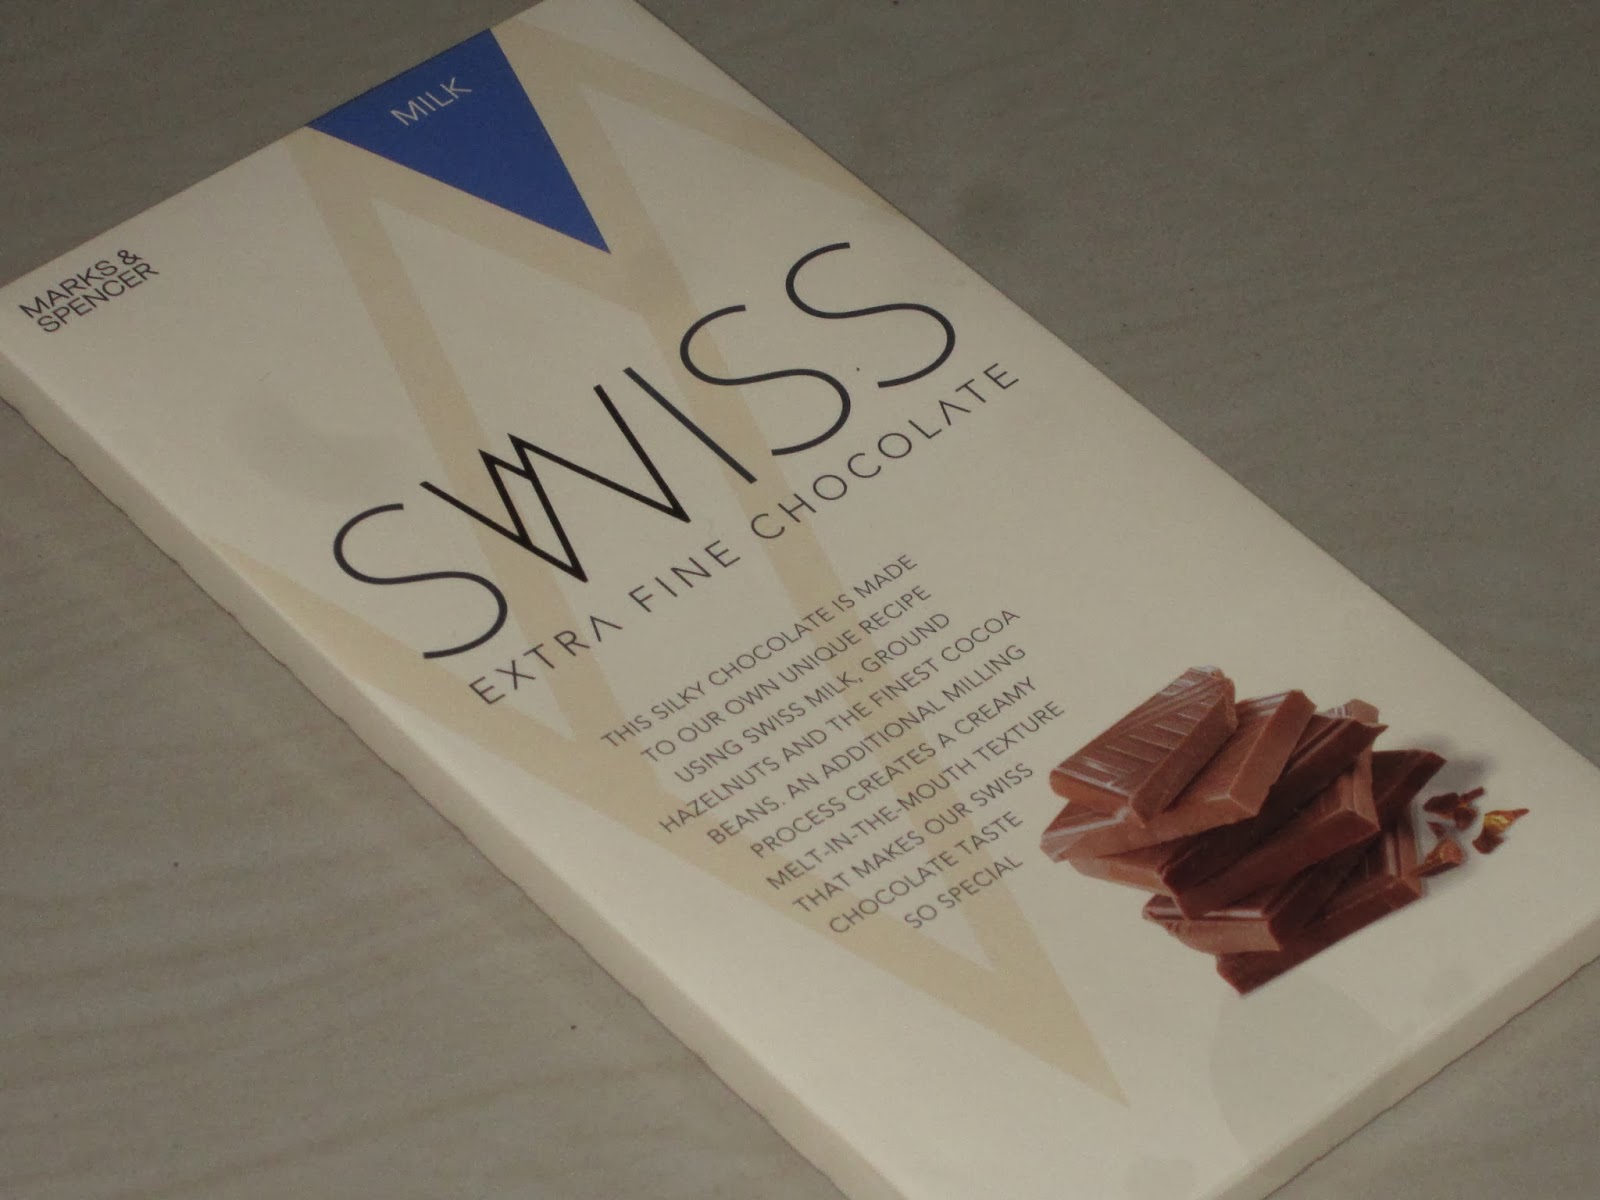 MILK
MARKS &
SPENCER
SWISS
EXTRA FINE CHOCOLATE
THIS SILKY CHOCOLATE IS MADE
TO OUR OWN UNIQUE RECIPE
USING SWISS MILK, GROUND
HAZELNUTS AND THE FINEST COCOA
BEANS. AN ADDITIONAL MILLING
PROCESS CREATES A CREAMY
MELT-IN-THE-MOUTH TEXTURE
THAT MAKES OUR SWISS
CHOCOLATE TASTE
SO SPECIAL